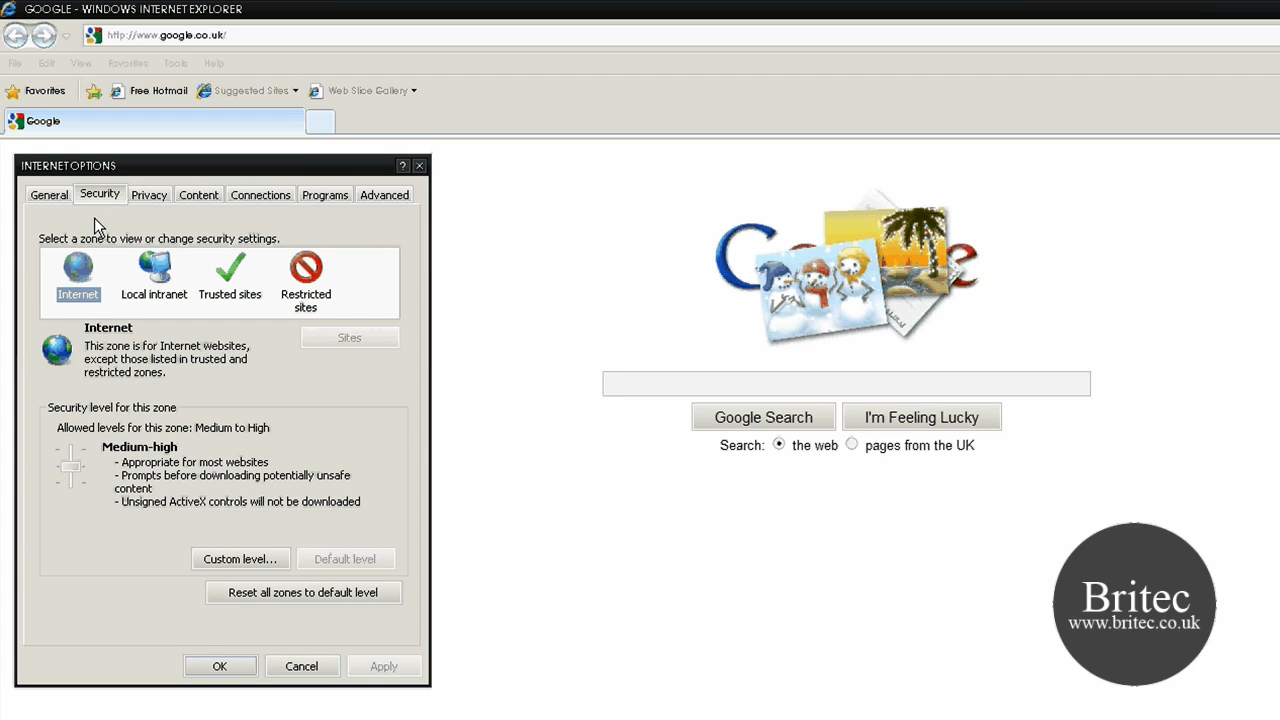 GOOGLE - WINDOWS INTERNET EXPLORER
http://www.google.co.uk/
File Edit View Favorites Tools Help
Favorites Free Hotmail Suggested Sites Web Slice Gallery
Google
INTERNET OPTIONS
General Security Privacy Content Connections Programs Advanced
Select a zone to view or change security settings.
Internet Local intranet Trusted sites Restricted sites
Internet
Sites
This zone is for Internet websites,
except those listed in trusted and
restricted zones.
Security level for this zone
Allowed levels for this zone: Medium to High
Medium-high
- Appropriate for most websites
- Prompts before downloading potentially unsafe
content
- Unsigned ActiveX controls will not be downloaded
Custom level... Default level
Reset all zones to default level
OK Cancel Apply
Google Search I'm Feeling Lucky
Search: the web pages from the UK
Britec
www.britec.co.uk